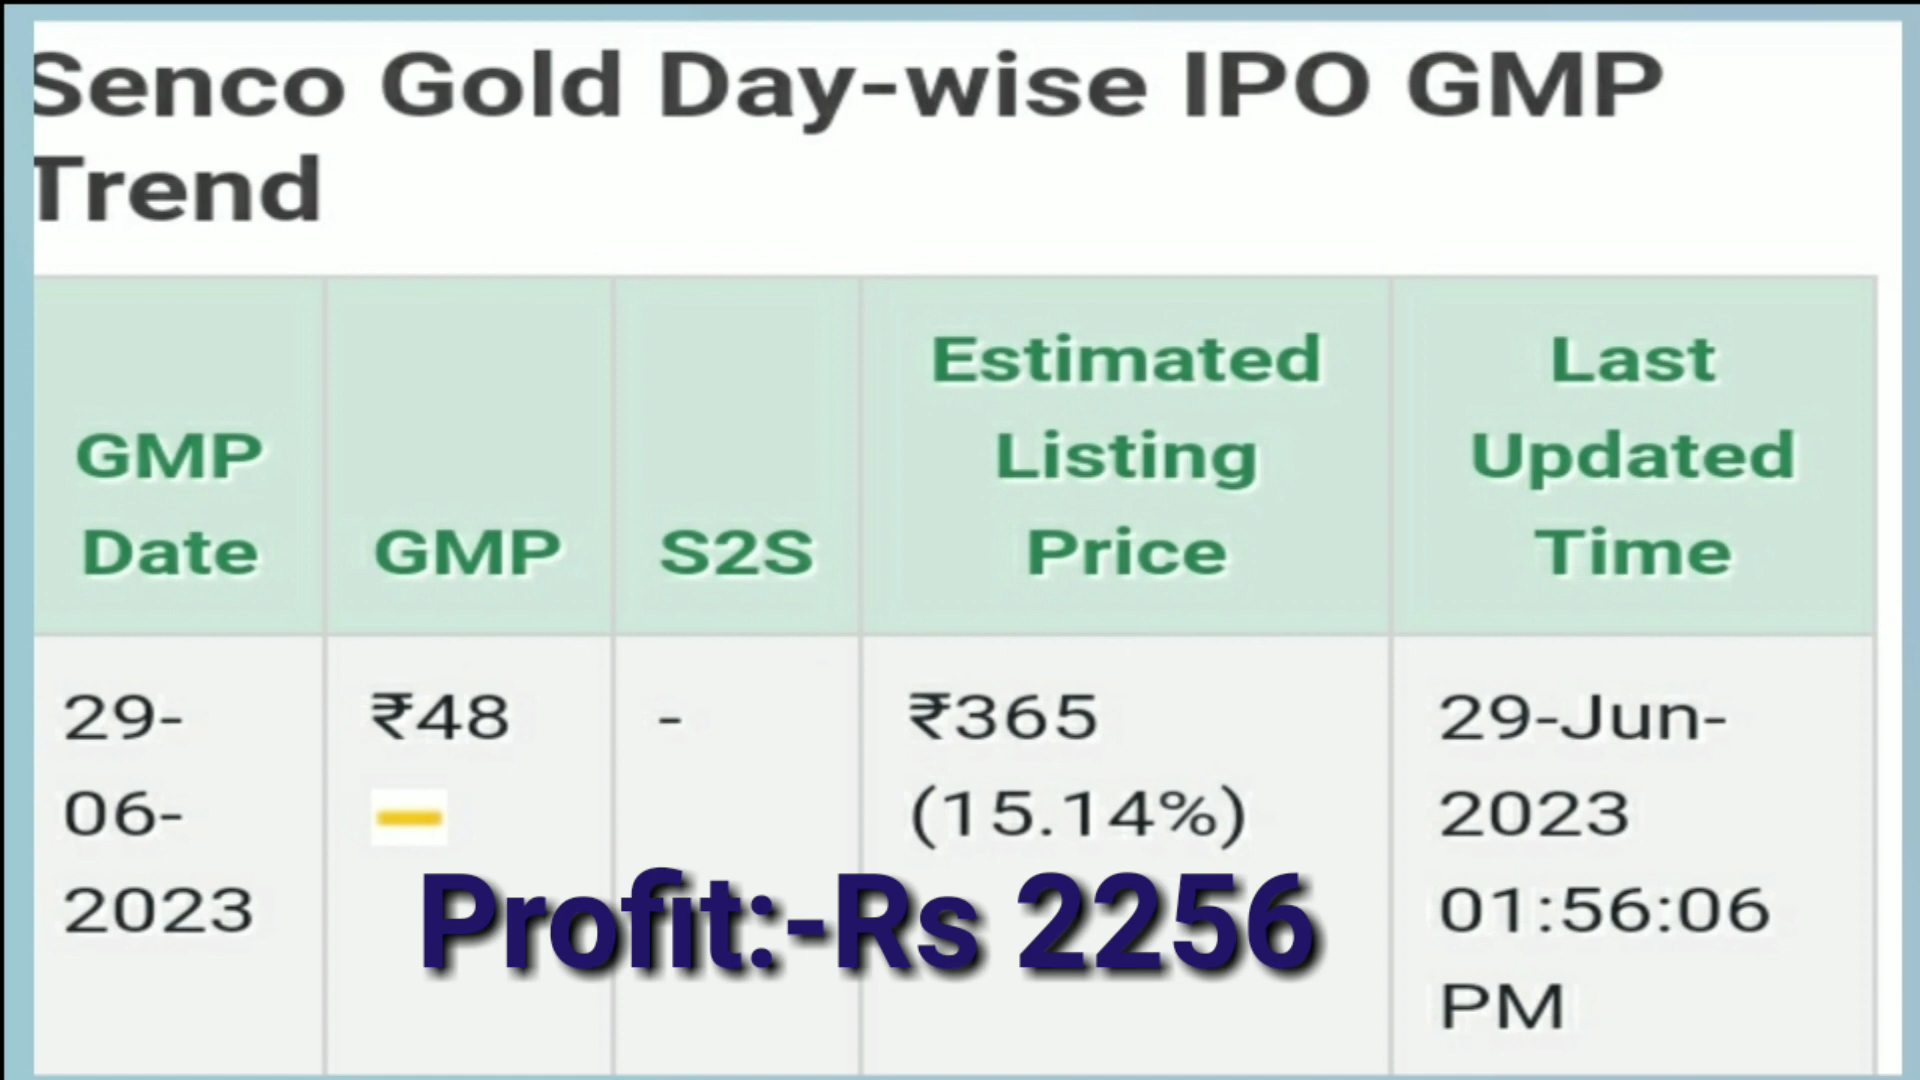 Senco Gold Day-wise IPO GMP
Trend
GMP
Date
GMP
S2S
Estimated
Listing
Price
Last
Updated
Time
29-
06-
2023
₹48
-
₹365
(15.14%)
29-Jun-
2023
01:56:06
PM
Profit:-Rs 2256